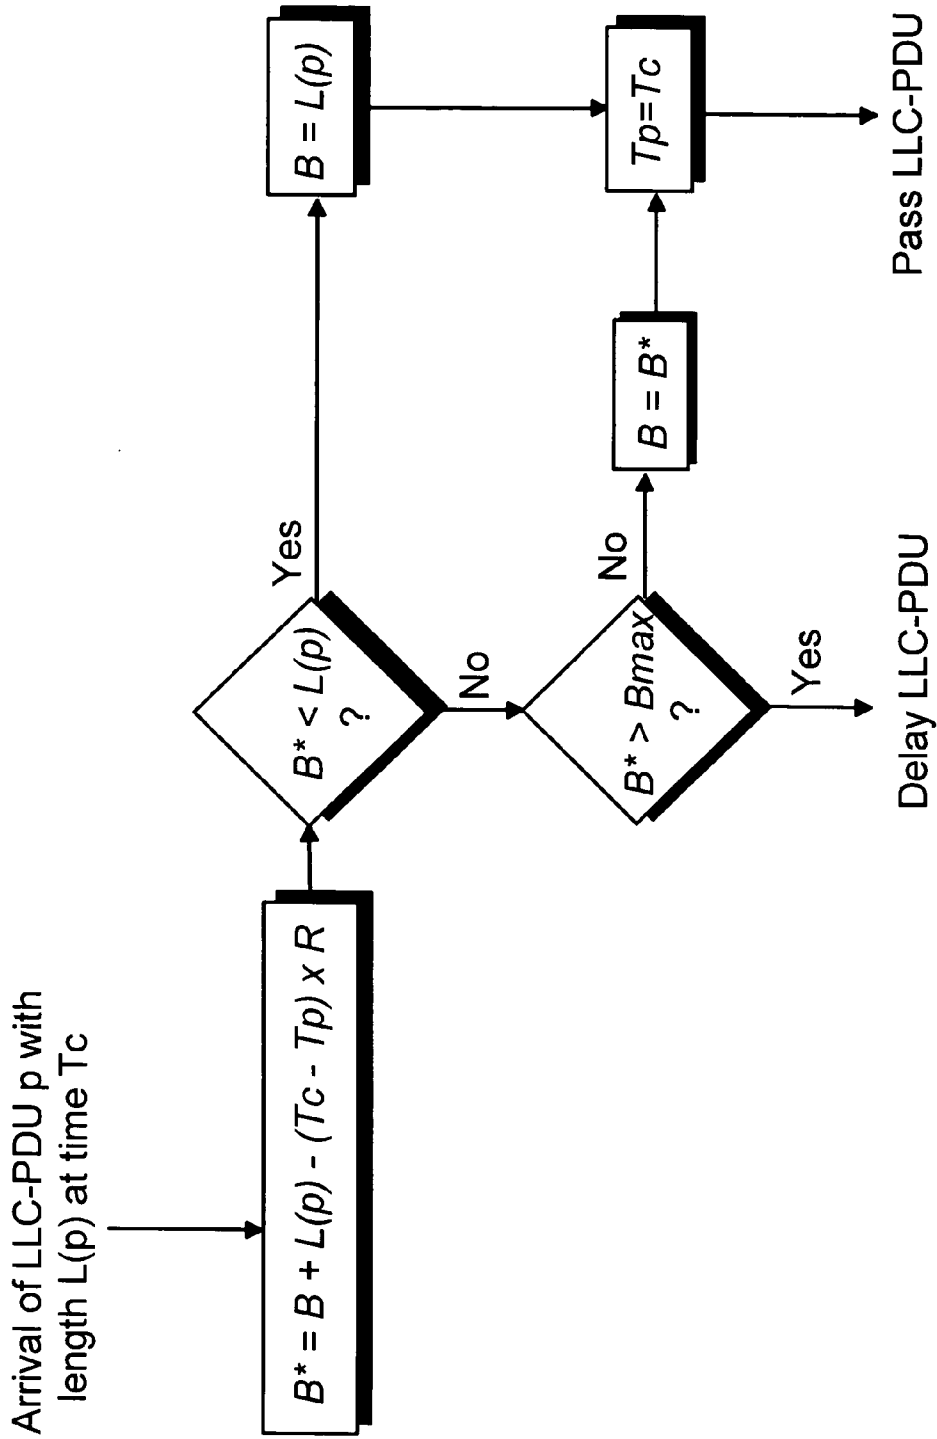 Arrival of LLC-PDU p with
length L(p) at time Tc
B* = B + L(p) - (Tc - Tp) x R
B* < L(p)
?
Yes
B = L(p)
No
B* > Bmax
?
No
B = B*
Tp=Tc
Yes
Delay LLC-PDU
Pass LLC-PDU